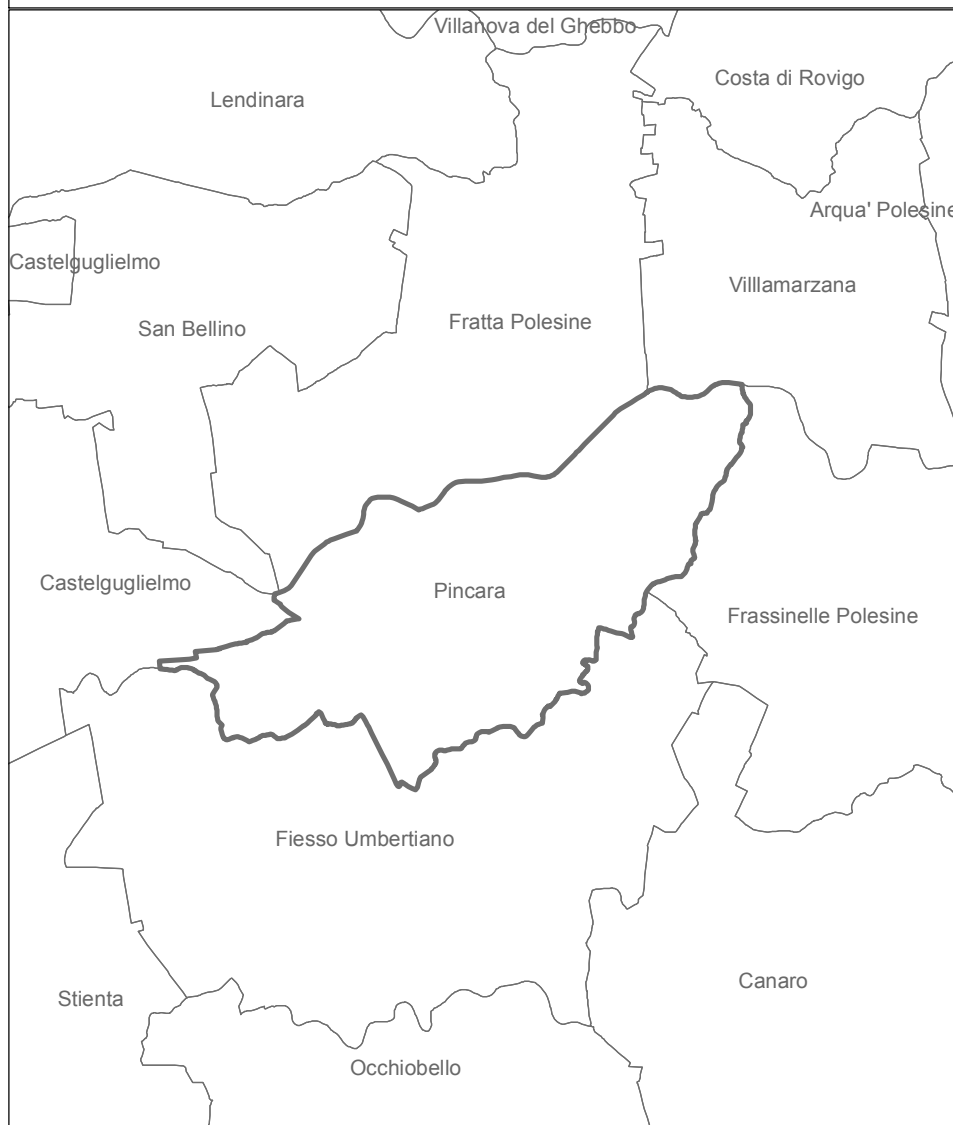 Villanova del Ghebbo
Costa di Rovigo
Lendinara
Arqua' Polesine
Castelguglielmo
Villlamarzana
San Bellino
Fratta Polesine
Castelguglielmo
Pincara
Frassinelle Polesine
Fiesso Umbertiano
Canaro
Stienta
Occhiobello